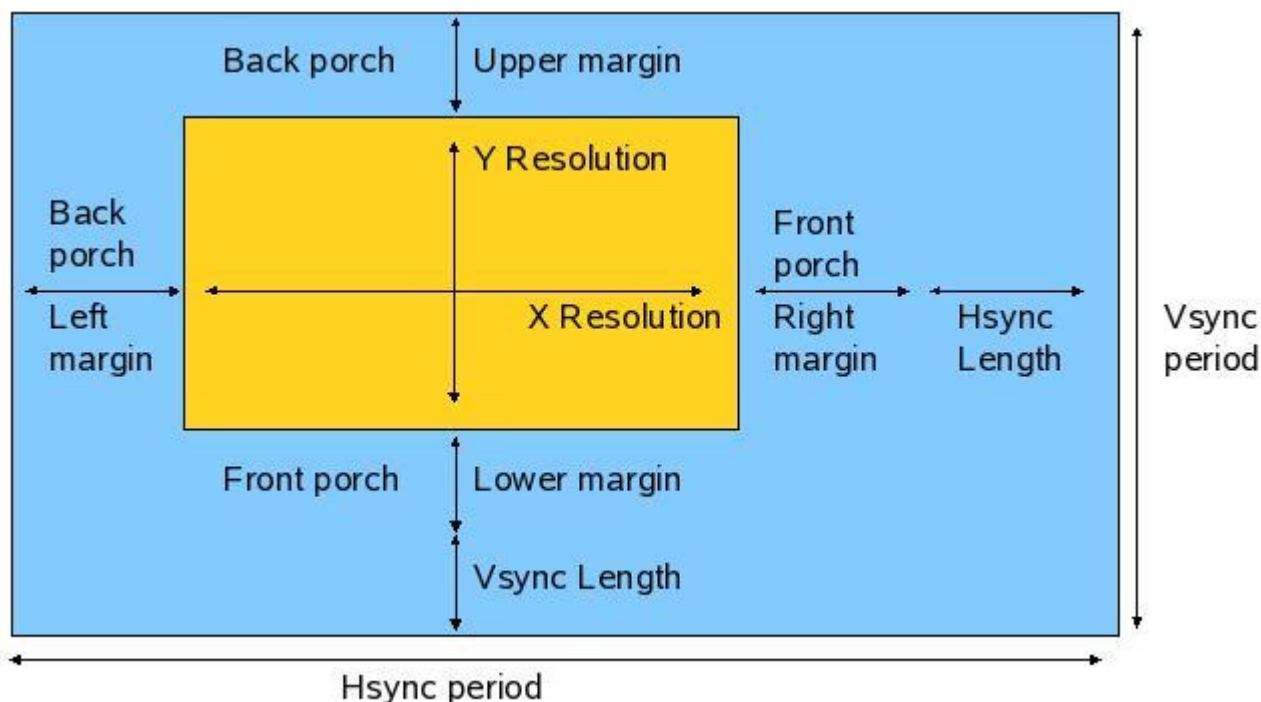 Back porch
Upper margin
Y Resolution
Back
porch
Left
margin
X Resolution
Front
porch
Right
margin
Hsync
Length
Vsync
period
Front porch
Lower margin
Vsync Length
Hsync period